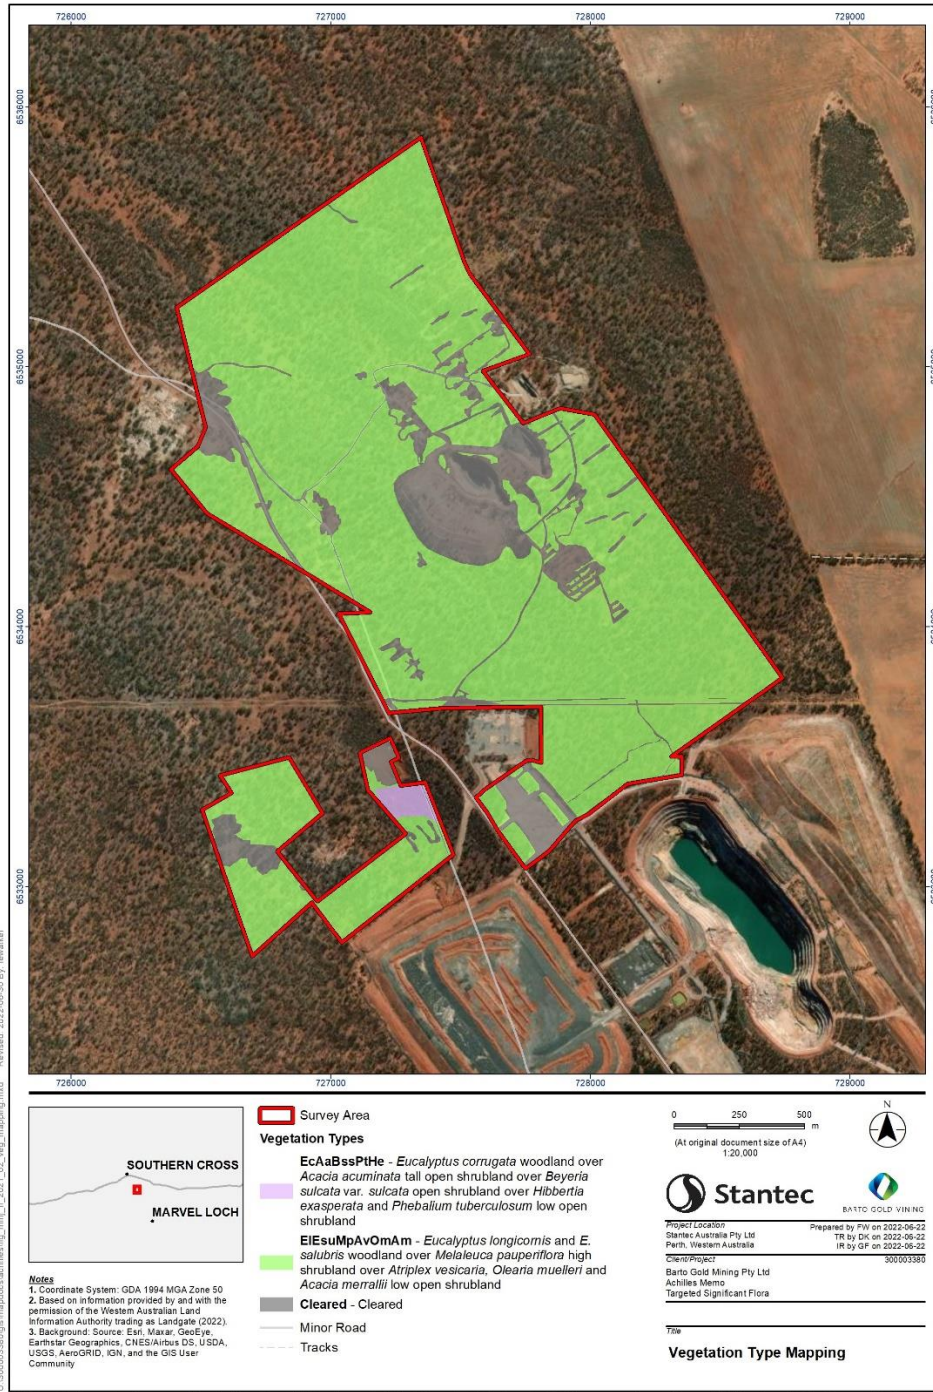 726000 727000 728000 729000
6536000
6535000
6534000
6533000
726000 727000 728000 729000
SOUTHERN CROSS
MARVEL LOCH
Notes
1. Coordinate System: GDA 1994 MGA Zone 50
2. Based on information provided by and with the
permission of the Western Australian Land
Information Authority trading as Landgate (2022).
3. Background: Source: Esri, Maxar, GeoEye,
Earthstar Geographics, CNES/Airbus DS, USDA,
USGS, AeroGRID, IGN, and the GIS User
Community
Survey Area
Vegetation Types
EcAaBssPtHe - Eucalyptus corrugata woodland over
Acacia acuminata tall open shrubland over Beyeria
sulcata var. sulcata open shrubland over Hibbertia
exasperata and Phebalium tuberculosum low open
shrubland
ElEsuMpAvOmAm - Eucalyptus longicornis and E.
salubris woodland over Melaleuca pauperiflora high
shrubland over Atriplex vesicaria, Olearia muelleri and
Acacia merrallii low open shrubland
Cleared - Cleared
Minor Road
Tracks
0 250 500
m
(At original document size of A4)
1:20,000
N
Stantec
BARTO GOLD MINING
Project Location
Stantec Australia Pty Ltd
Perth, Western Australia
Prepared by FW on 2022-06-22
TR by DK on 2022-06-22
IR by GF on 2022-06-22
Client/Project 300003380
Barto Gold Mining Pty Ltd
Achilles Memo
Targeted Significant Flora
Title
Vegetation Type Mapping